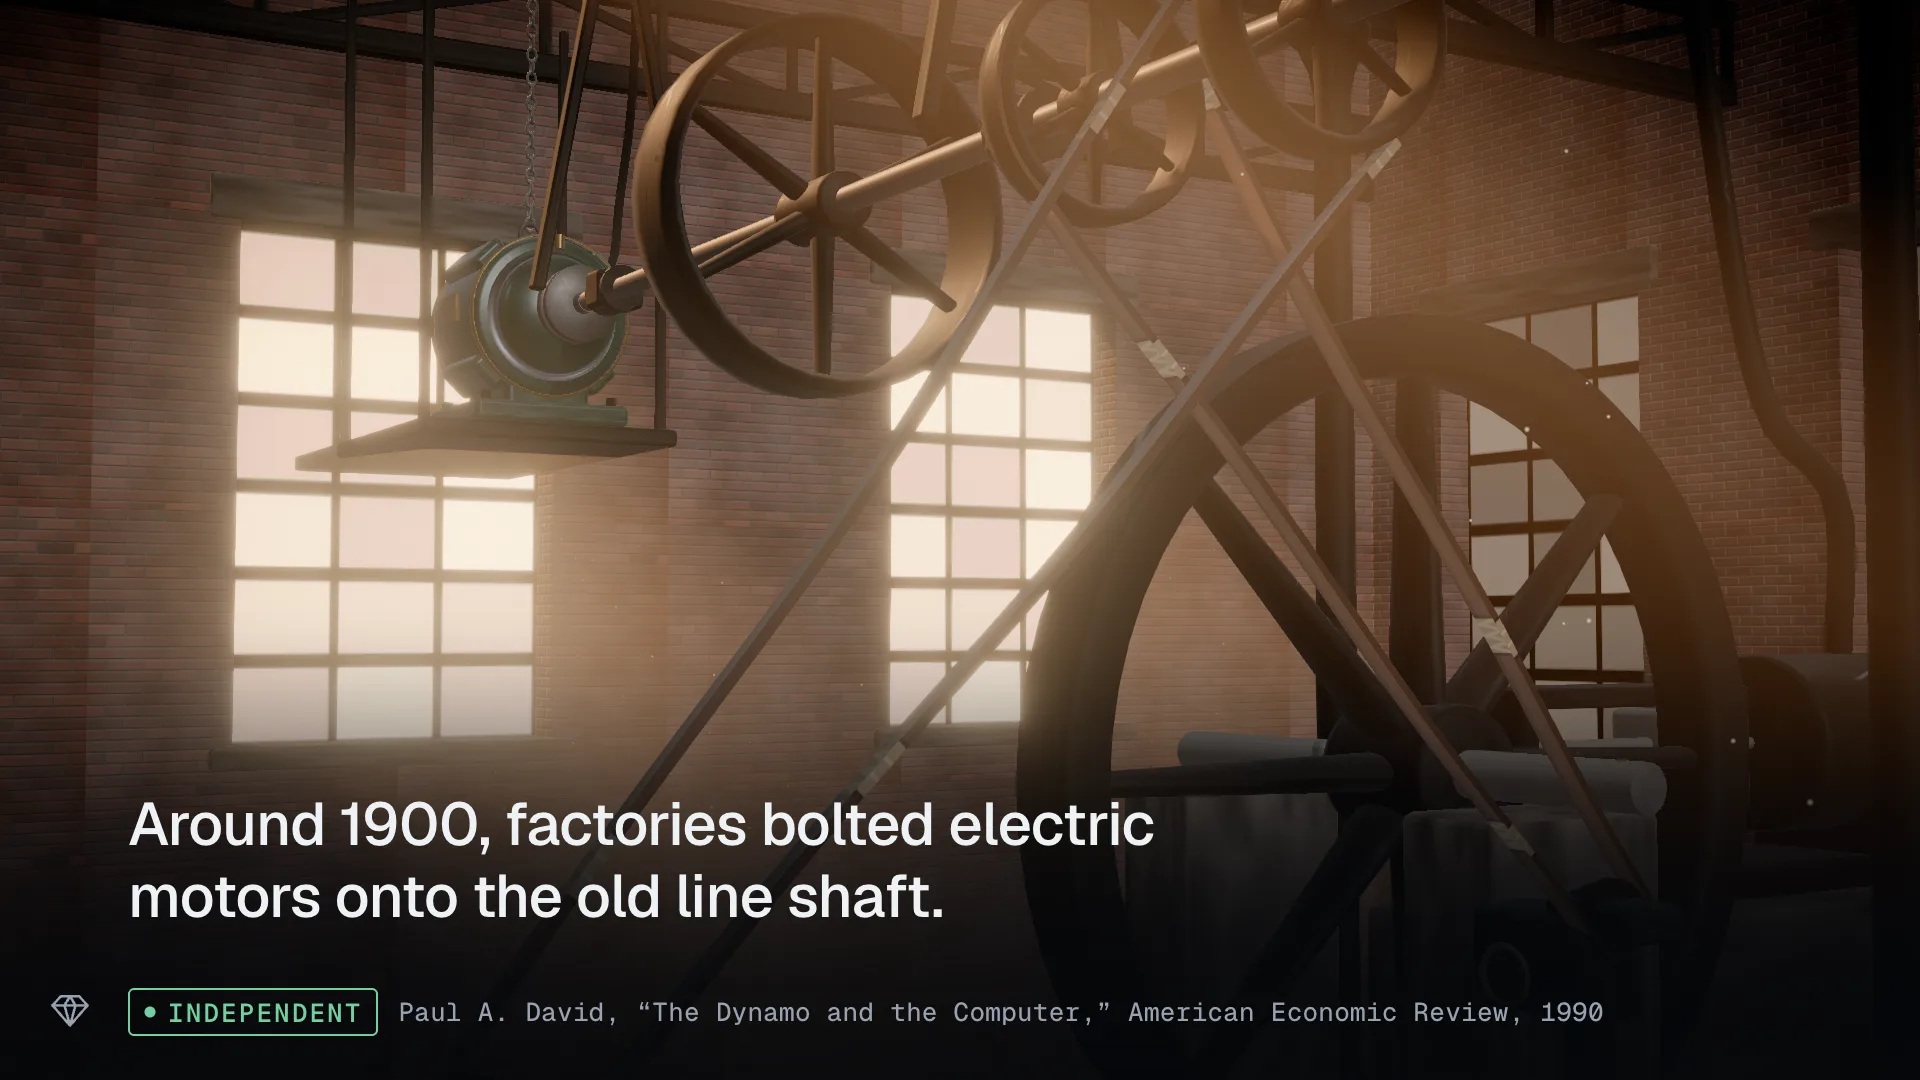 Around 1900, factories bolted electric
motors onto the old line shaft.
INDEPENDENT Paul A. David, “The Dynamo and the Computer,” American Economic Review, 1990